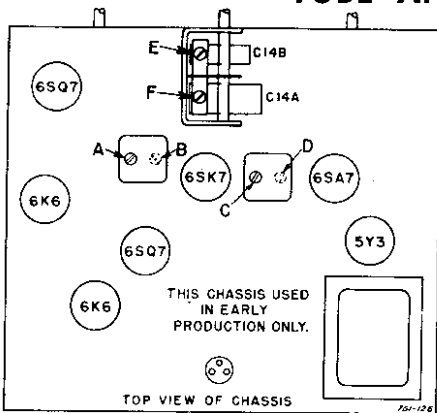 E
C14B
F
C14A
6SQ7
A
B
6SK7
D
C
6SA7
6K6
6SQ7
5Y3
6K6
THIS CHASSIS USED
IN EARLY
PRODUCTION ONLY.
TOP VIEW OF CHASSIS